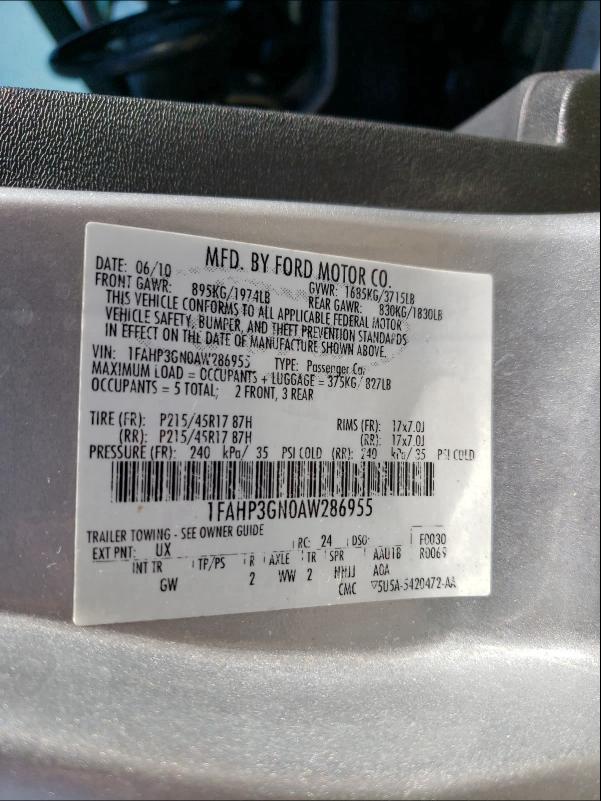 MFD. BY FORD MOTOR CO.
DATE: 06/10 GVWR: 1685KG/3715LB
FRONT GAWR: 895KG/1974LB REAR GAWR: 830KG/1830LB
THIS VEHICLE CONFORMS TO ALL APPLICABLE FEDERAL MOTOR
VEHICLE SAFETY, BUMPER, AND THEFT PREVENTION STANDARDS
IN EFFECT ON THE DATE OF MANUFACTURE SHOWN ABOVE.
VIN: 1FAHP3GN0AW286955 TYPE: Passenger Car
MAXIMUM LOAD = OCCUPANTS + LUGGAGE = 375KG/827LB
OCCUPANTS = 5 TOTAL; 2 FRONT, 3 REAR
TIRE (FR): P215/45R17 87H RIMS (FR): 17x7.0J
(RR): P215/45R17 87H (RR): 17x7.0J
PRESSURE (FR): 240 kPa/ 35 PSI COLD (RR): 240 kPa/ 35 PSI COLD
1FAHP3GN0AW286955
TRAILER TOWING - SEE OWNER GUIDE
EXT PNT: UX RC: 24 DSO: F0030
R0069
INT TR TP/PS R AXLE TR SPR AAU1B
GW 2 WW 2 HHJJ A0A
CMC ▽5U5A-5420472-AA